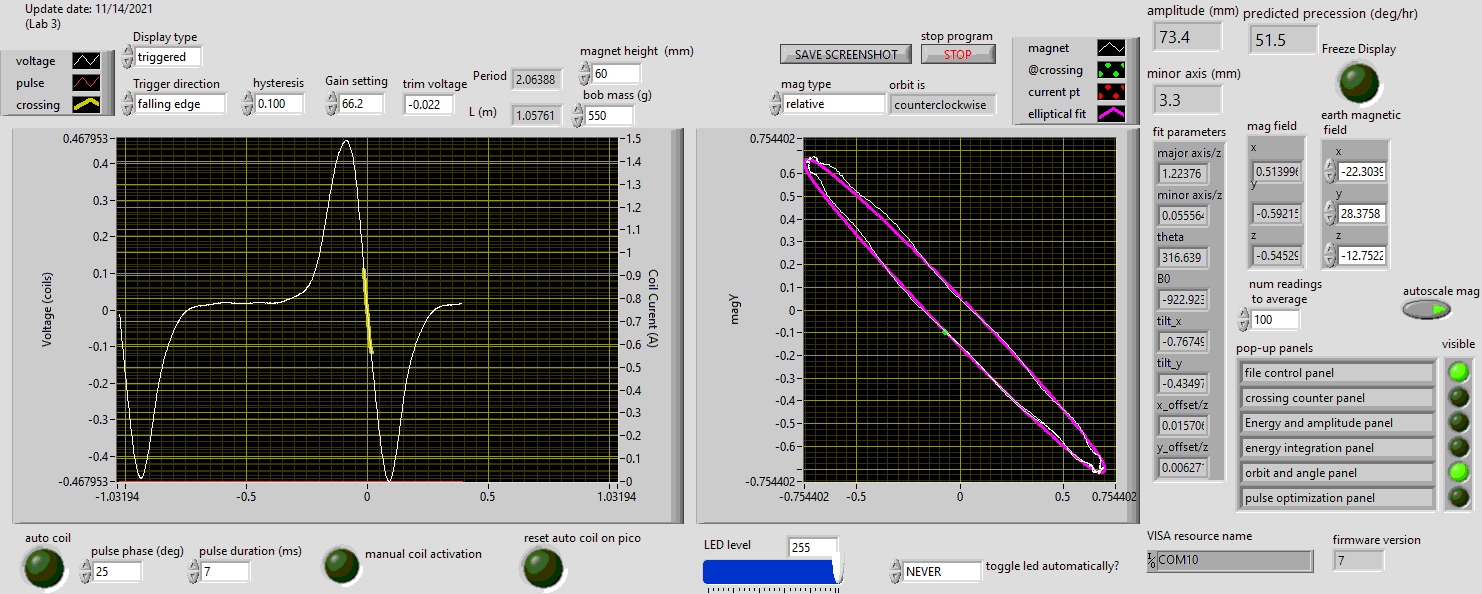 Update date: 11/14/2021
(Lab 3)
voltage
pulse
crossing
Display type
triggered
Trigger direction
falling edge
hysteresis
0.100
Gain setting
66.2
trim voltage
-0.022
Period
2.06388
L (m)
1.05761
magnet height (mm)
60
bob mass (g)
550
SAVE SCREENSHOT
stop program
STOP
mag type
relative
orbit is
counterclockwise
magnet
@crossing
current pt
elliptical fit
amplitude (mm)
73.4
predicted precession (deg/hr)
51.5
minor axis (mm)
3.3
Freeze Display
Voltage (coils)
0.467953
0.4
0.3
0.2
0.1
0
-0.1
-0.2
-0.3
-0.4
-0.467953
-1.03194
-0.5
0
0.5
1.03194
1.5
1.4
1.3
1.2
1.1
1
0.9
0.8
0.7
0.6
0.5
0.4
0.3
0.2
0.1
0
Coil Curent (A)
magy
0.754402
0.6
0.5
0.4
0.3
0.2
0.1
0
-0.1
-0.2
-0.3
-0.4
-0.5
-0.6
-0.754402
-0.754402
-0.5
0
0.5
0.754402
fit parameters
major axis/z
1.22376
minor axis/z
0.05556
theta
316.639
B0
-922.923
tilt_x
-0.76749
tilt_y
-0.43497
x_offset/z
0.01570
y_offset/z
0.00627
mag field
x
0.51399
y
-0.59215
z
-0.54529
earth magnetic
field
x
-22.3039
y
28.3758
z
-12.7522
num readings
to average
100
autoscale mag
pop-up panels
visible
file control panel
crossing counter panel
Energy and amplitude panel
energy integration panel
orbit and angle panel
pulse optimization panel
auto coil
pulse phase (deg)
25
pulse duration (ms)
7
manual coil activation
reset auto coil on pico
LED level
255
NEVER
toggle led automatically?
VISA resource name
COM10
firmware version
7